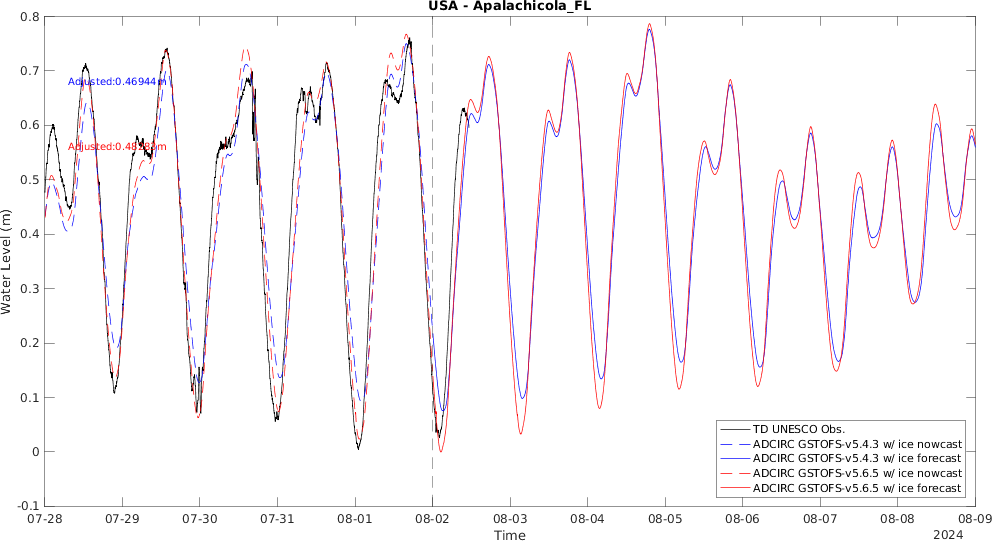 USA - Apalachicola_FL
0.8
0.7
0.6
0.5
0.4
0.3
0.2
0.1
0
-0.1
Water Level (m)
Adjusted:0.46944m
07-28
07-29
07-30
07-31
08-01
08-02
08-03
08-04
08-05
08-06
08-07
08-08
08-09
Time
2024
TD UNESCO Obs.
ADCIRC GSTOFS-v5.4.3 w/ ice nowcast
ADCIRC GSTOFS-v5.4.3 w/ ice forecast
ADCIRC GSTOFS-v5.6.5 w/ ice nowcast
ADCIRC GSTOFS-v5.6.5 w/ ice forecast